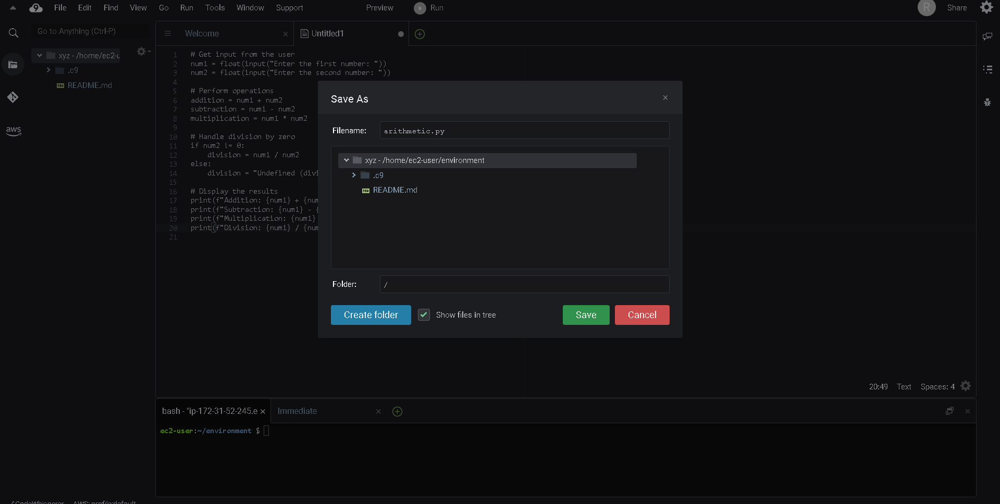 File Edit Find View Go Run Tools Window Support Preview Run R Share
Go to Anything (Ctrl-P)
xyz - /home/ec2-u
.c9
README.md
aws
Welcome
Untitled1
1 # Get input from the user
2 num1 = float(input("Enter the first number: "))
3 num2 = float(input("Enter the second number: "))
4
5 # Perform operations
6 addition = num1 + num2
7 subtraction = num1 - num2
8 multiplication = num1 * num2
9
10 # Handle division by zero
11 if num2 != 0:
12 division = num1 / num2
13 else:
14 division = "Undefined (divi
15
16 # Display the results
17 print(f"Addition: {num1} + {num
18 print(f"Subtraction: {num1} - {
19 print(f"Multiplication: {num1}
20 print(f"Division: {num1} / {num
21
Save As
Filename: arithmetic.py
xyz - /home/ec2-user/environment
.c9
README.md
Folder: /
Create folder Show files in tree Save Cancel
20:49 Text Spaces: 4
bash - "ip-172-31-52-245.e Immediate
ec2-user:~/environment $
CodeWhisperer AWS: profile:default